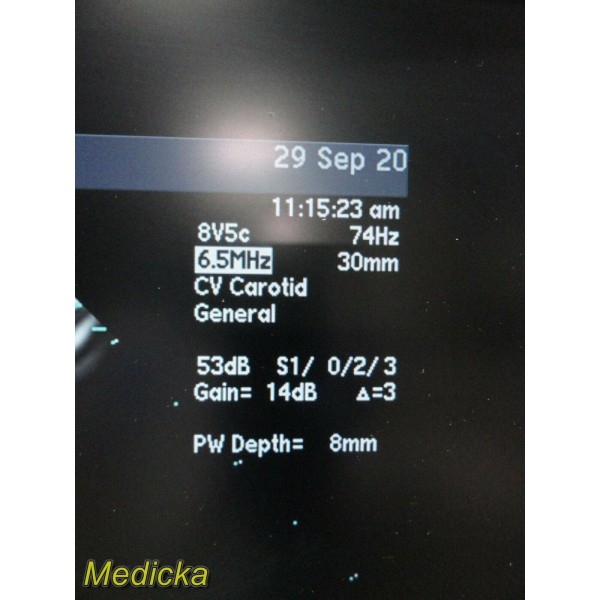 29 Sep 20
11:15:23 am
8V5c 74Hz
6.5MHz 30mm
CV Carotid
General
53dB S1/ 0/2/3
Gain= 14dB Δ=3
PW Depth= 8mm
Medicka